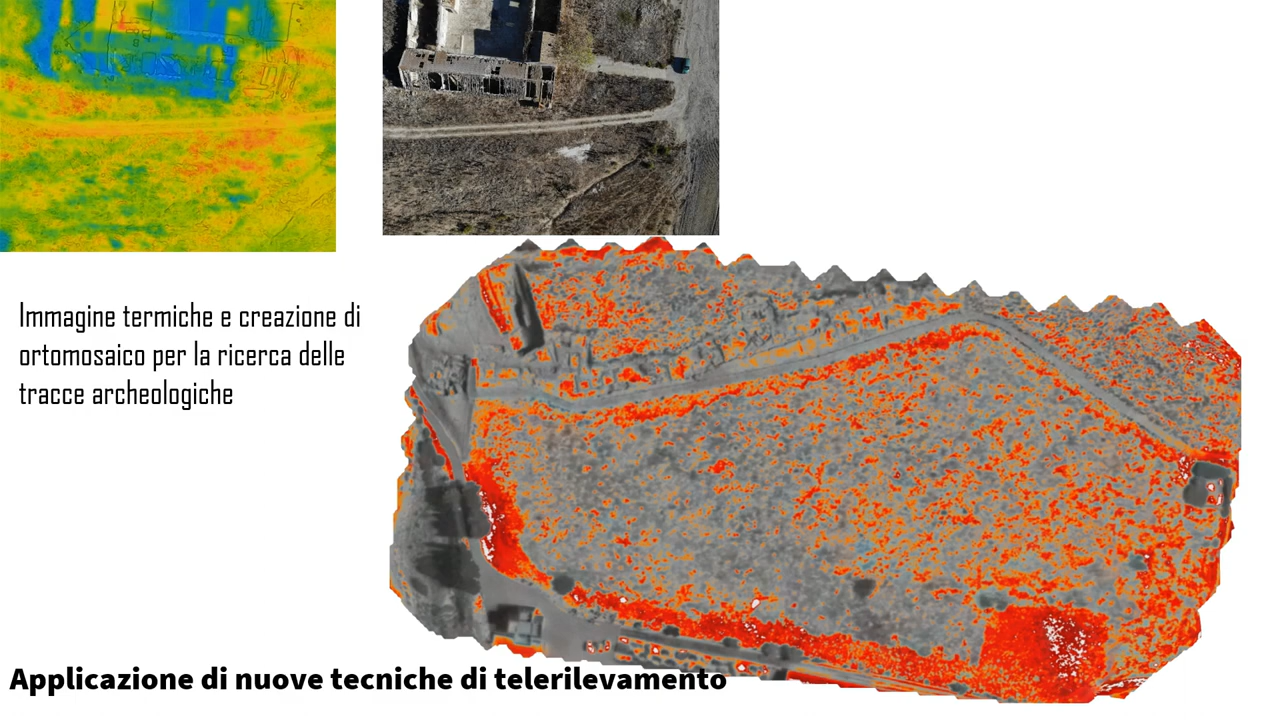 Immagine termiche e creazione di
ortomosaico per la ricerca delle
tracce archeologiche
Applicazione di nuove tecniche di telerilevamento